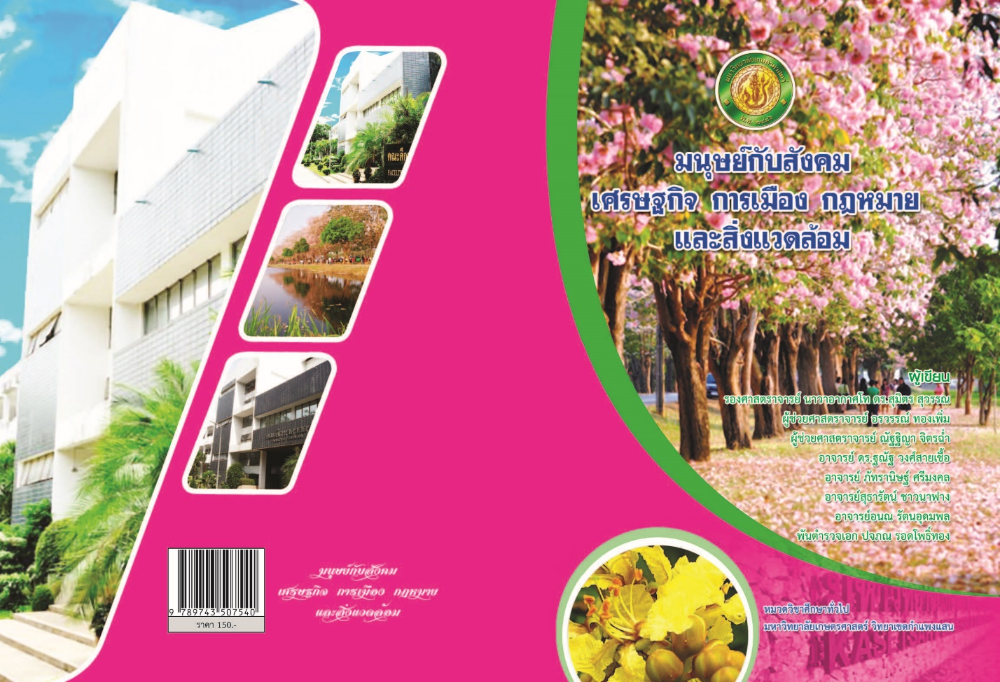 มหาวิทยาลัยเกษตรศาสตร์
พ.ศ. ๒๔๘๖
มนุษย์กับสังคม
เศรษฐกิจ การเมือง กฎหมาย
และสิ่งแวดล้อม
ผู้เขียน
รองศาสตราจารย์ นาวาอากาศโท ดร.สุมิตร สุวรรณ
ผู้ช่วยศาสตราจารย์ อรวรรณ์ ทองเพิ่ม
ผู้ช่วยศาสตราจารย์ ณัฐฐิญา จิตรฉ่ำ
อาจารย์ ดร.ฐณัฐ วงศ์สายเชื้อ
อาจารย์ ภัทรานิษฐ์ ศรีมงคล
อาจารย์สุธารัตน์ ชาวนาฟาง
อาจารย์อนณ รัตนอุดมพล
พันตำรวจเอก ปจภณ รอดโพธิ์ทอง
หมวดวิชาศึกษาทั่วไป
มหาวิทยาลัยเกษตรศาสตร์ วิทยาเขตกำแพงแสน
คณะศึก
FACULT
9 789743 507540
ราคา 150.-
มนุษย์กับสังคม
เศรษฐกิจ การเมือง กฎหมาย
และสิ่งแวดล้อม